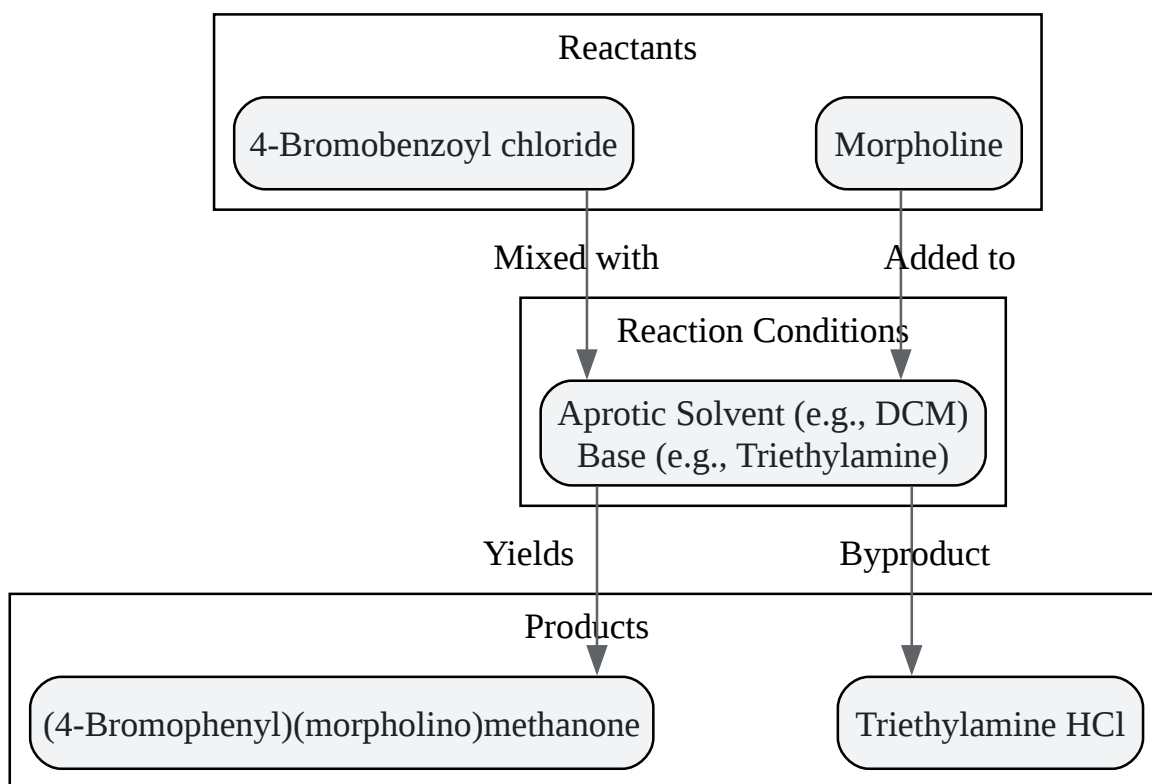 Reactants
4-Bromobenzoyl chloride
Morpholine
Mixed with
Added to
Reaction Conditions
Aprotic Solvent (e.g., DCM)
Base (e.g., Triethylamine)
Yields
Byproduct
Products
(4-Bromophenyl)(morpholino)methanone
Triethylamine HCl